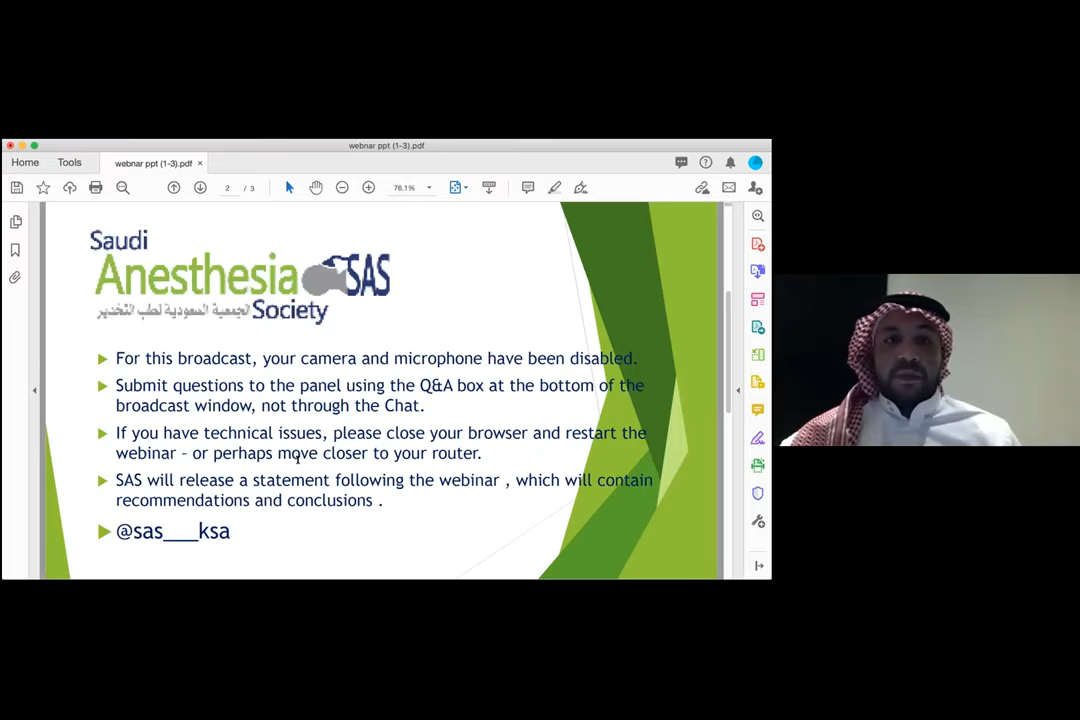 webnar ppt (1-3).pdf
Home Tools webnar ppt (1-3).pdf ×
2 / 3 76.1%
Saudi
Anesthesia SAS
الجمعية السعودية لطب التخدير Society
For this broadcast, your camera and microphone have been disabled.
Submit questions to the panel using the Q&A box at the bottom of the
broadcast window, not through the Chat.
If you have technical issues, please close your browser and restart the
webinar – or perhaps move closer to your router.
SAS will release a statement following the webinar , which will contain
recommendations and conclusions .
@sas___ksa